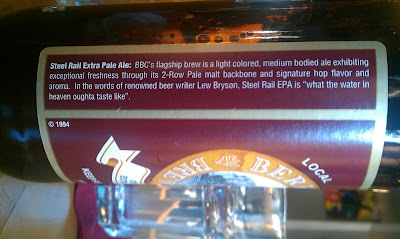 Steel Rail Extra Pale Ale: BBC's flagship brew is a light colored, medium bodied ale exhibiting
exceptional freshness through its 2-Row Pale malt backbone and signature hop flavor and
aroma. In the words of renowned beer writer Lew Bryson, Steel Rail EPA is "what the water in
heaven oughta taste like".
© 1994
LOCAL